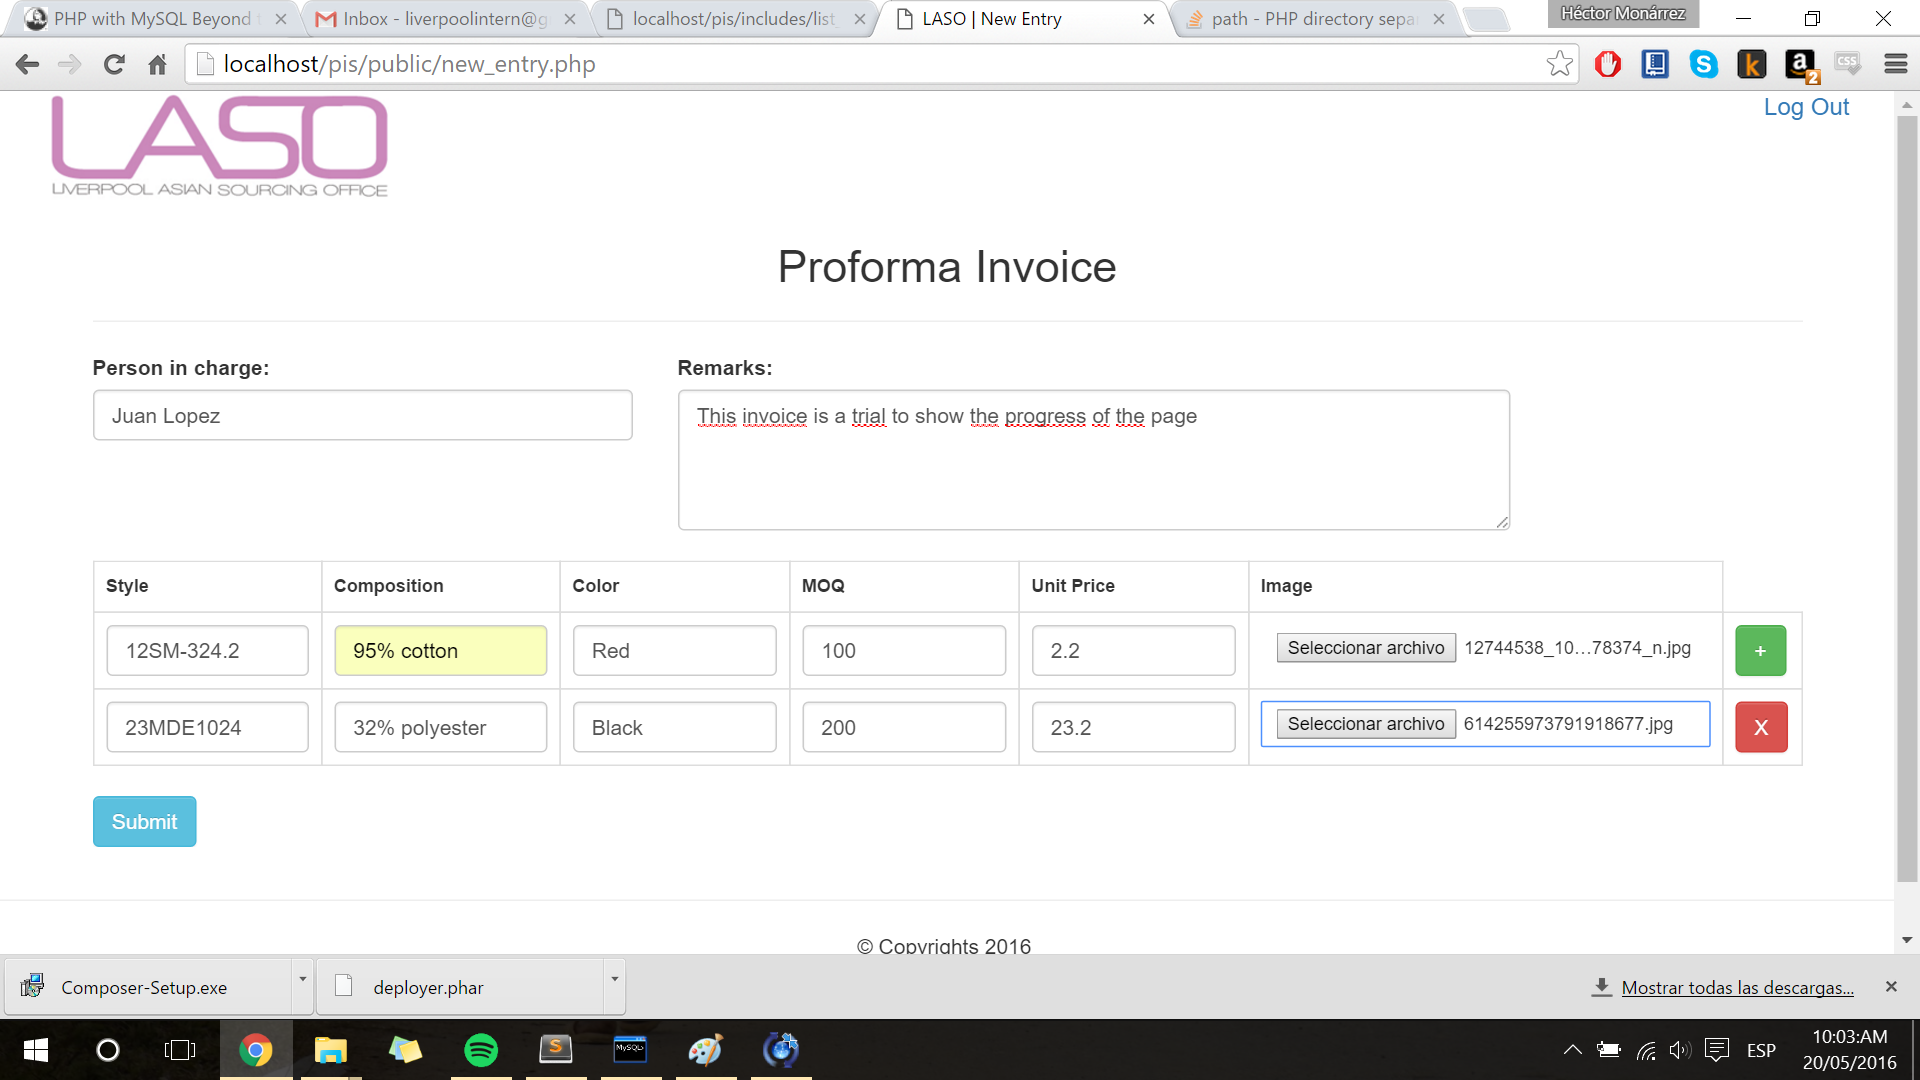 PHP with MySQL Beyond
Inbox - liverpoolintern@g
localhost/pis/includes/list
LASO | New Entry
path - PHP directory sepa
Héctor Monárrez
localhost/pis/public/new_entry.php
CSS
k
a
2
LASO
LIVERPOOL ASIAN SOURCING OFFICE
Log Out
Proforma Invoice
Person in charge:
Remarks:
Juan Lopez
This invoice is a trial to show the progress of the page
Style Composition Color MOQ Unit Price Image
12SM-324.2 95% cotton Red 100 2.2 Seleccionar archivo 12744538_10...78374_n.jpg +
23MDE1024 32% polyester Black 200 23.2 Seleccionar archivo 614255973791918677.jpg X
Submit
© Copyrights 2016
Composer-Setup.exe
deployer.phar
Mostrar todas las descargas...
MySQL
ESP
10:03 a.m.
20/05/2016